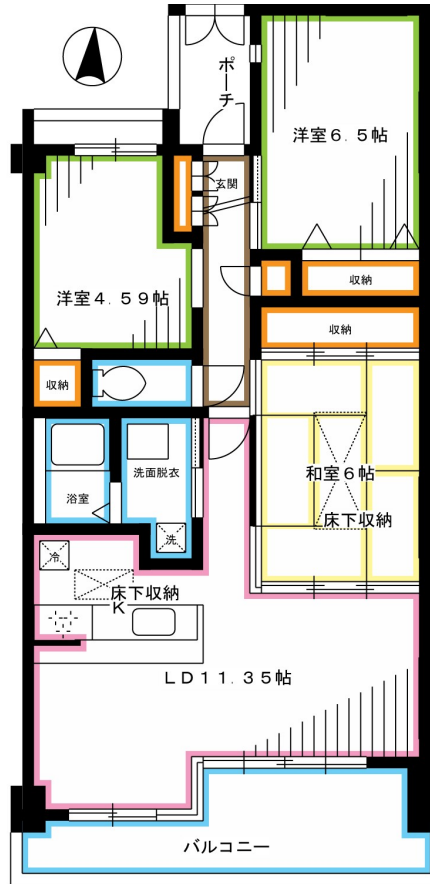 ポーチ
洋室6.5帖
玄関
洋室4.59帖
収納
収納
収納
和室6帖
床下収納
洗面脱衣
浴室
洗
冷
床下収納
K
LD11.35帖
バルコニー